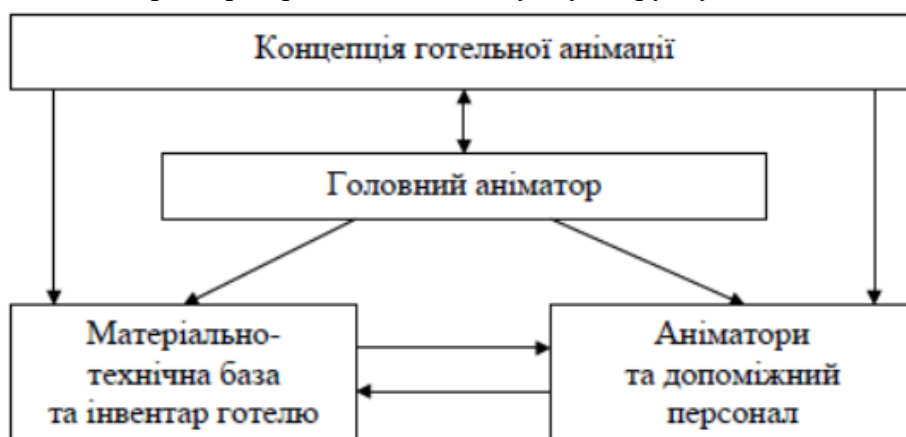 Концепція готельної анімації
Головний аніматор
Матеріально-
технічна база
та інвентар готелю
Аніматори
та допоміжний
персонал